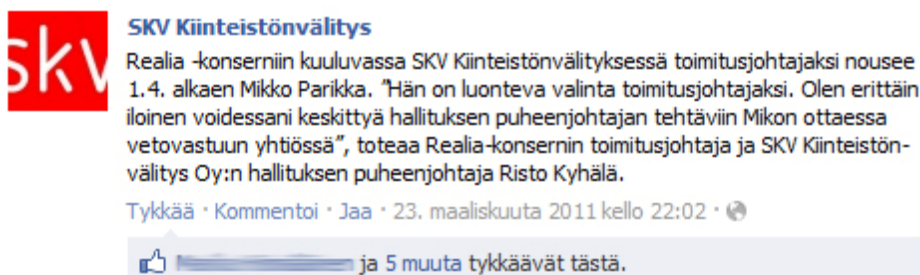 skv
SKV Kiinteistönvälitys
Realia -konserniin kuuluvassa SKV Kiinteistönvälityksessä toimitusjohtajaksi nousee
1.4. alkaen Mikko Parikka. "Hän on luonteva valinta toimitusjohtajaksi. Olen erittäin
iloinen voidessani keskittyä hallituksen puheenjohtajan tehtäviin Mikon ottaessa
vetovastuun yhtiössä", toteaa Realia-konsernin toimitusjohtaja ja SKV Kiinteistön-
välitys Oy:n hallituksen puheenjohtaja Risto Kyhälä.
Tykkää · Kommentoi · Jaa · 23. maaliskuuta 2011 kello 22:02 ·
ja 5 muuta tykkäävät tästä.